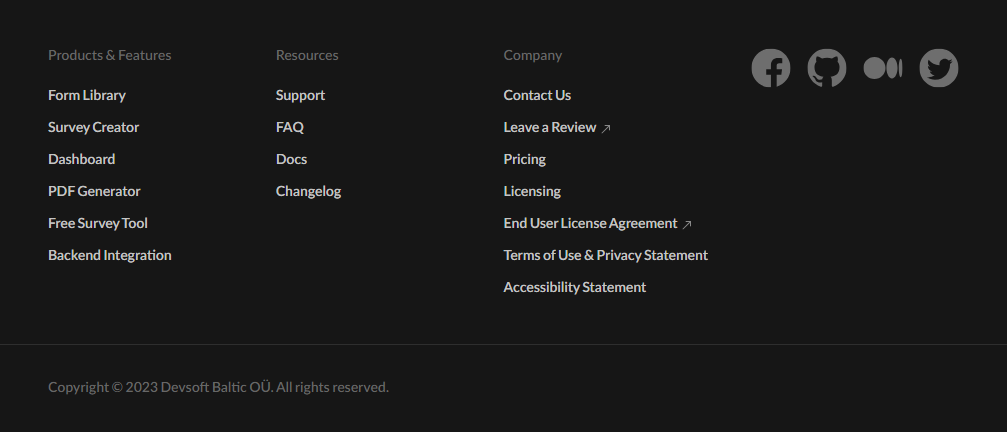 Products & Features
Form Library
Survey Creator
Dashboard
PDF Generator
Free Survey Tool
Backend Integration
Resources
Support
FAQ
Docs
Changelog
Company
Contact Us
Leave a Review ↗
Pricing
Licensing
End User License Agreement ↗
Terms of Use & Privacy Statement
Accessibility Statement
Copyright © 2023 Devsoft Baltic OÜ. All rights reserved.